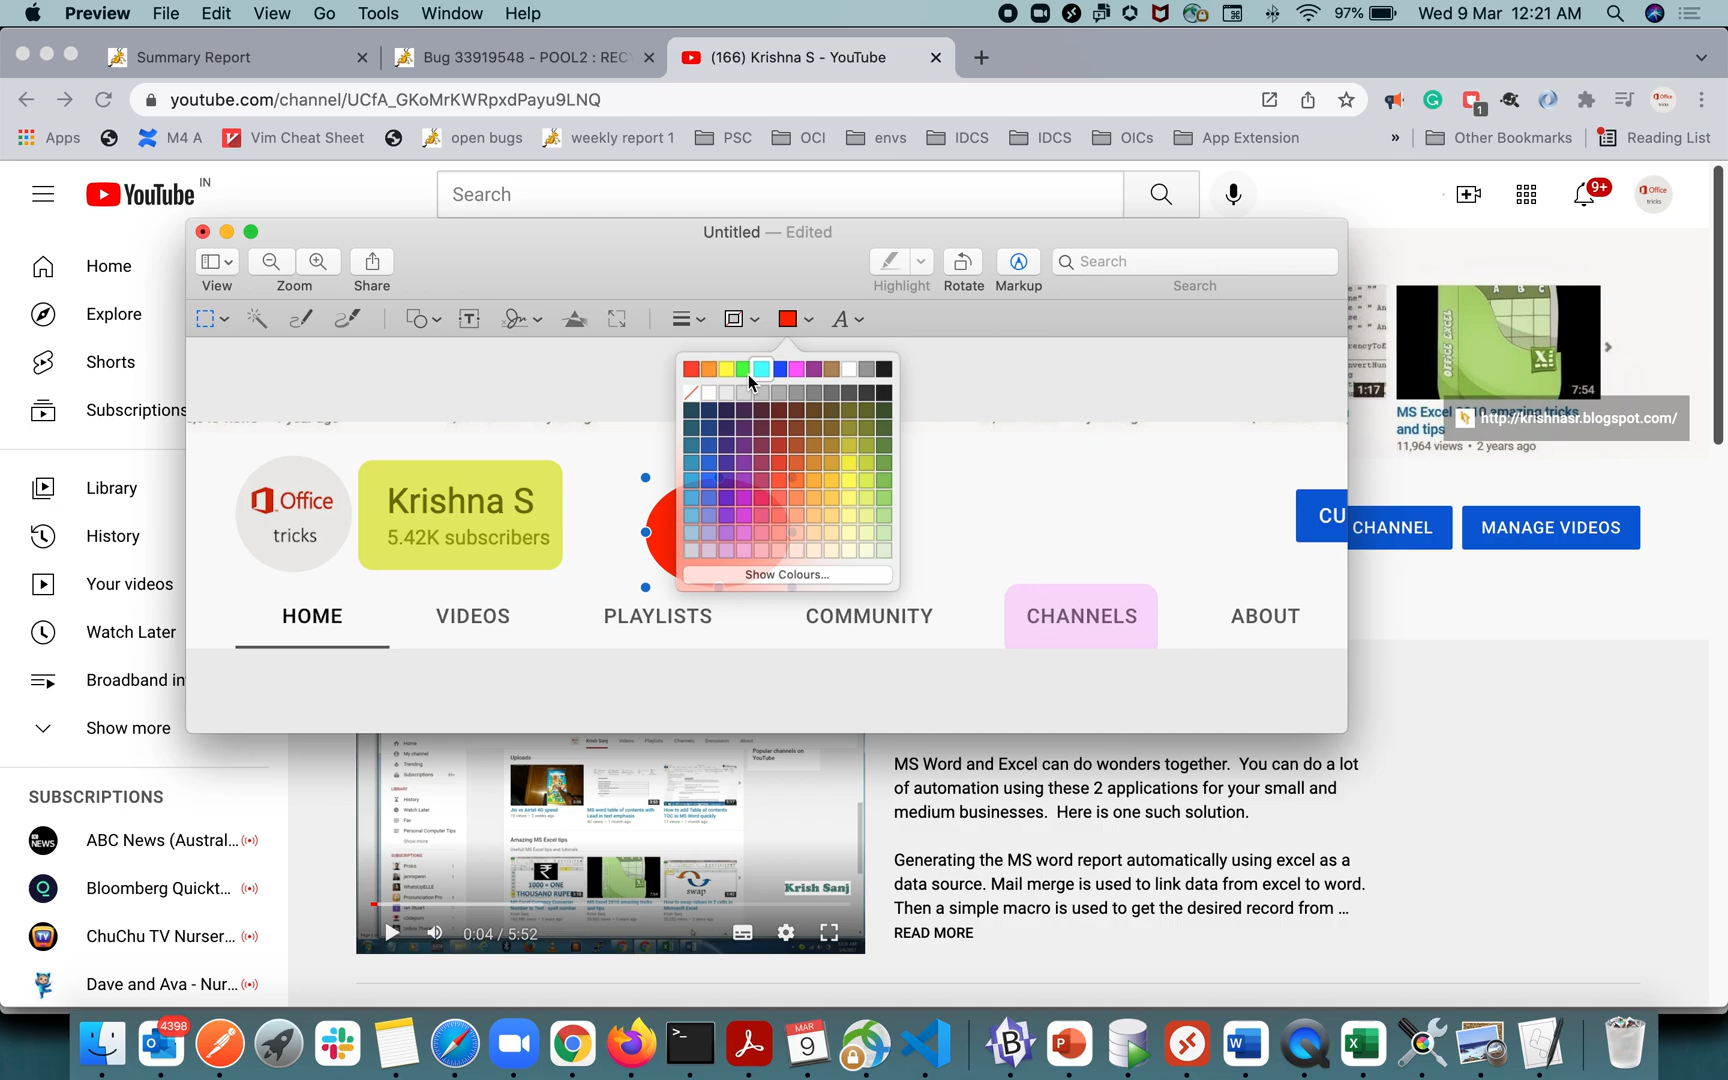 Preview File Edit View Go Tools Window Help 97% Wed 9 Mar 12:21 AM
Summary Report Bug 33919548 - POOL2 : REC (166) Krishna S - YouTube
youtube.com/channel/UCfA_GKoMrKWRpxdPayu9LNQ
Apps M4 A Vim Cheat Sheet open bugs weekly report 1 PSC OCI envs IDCS IDCS OICs App Extension » Other Bookmarks Reading List
YouTube IN Search 9+
Untitled — Edited
Search
View Zoom Share Highlight Rotate Markup Search
Home
Explore
Shorts
Subscriptions
Library
History
Your videos
Watch Later
Broadband in
Show more
SUBSCRIPTIONS
ABC News (Austral...
Bloomberg Quickt...
ChuChu TV Nurser...
Dave and Ava - Nur...
Office
tricks
Krishna S
5.42K subscribers
Show Colours...
CU CHANNEL MANAGE VIDEOS
HOME VIDEOS PLAYLISTS COMMUNITY CHANNELS ABOUT
1:17
7:54
MS Excel 2010 amazing tricks
and tips
http://krishnasr.blogspot.com/
11,964 views • 2 years ago
Krish Sanj
0:04 / 5:52
MS Word and Excel can do wonders together. You can do a lot
of automation using these 2 applications for your small and
medium businesses. Here is one such solution.
Generating the MS word report automatically using excel as a
data source. Mail merge is used to link data from excel to word.
Then a simple macro is used to get the desired record from ...
READ MORE
4398
MAR
9